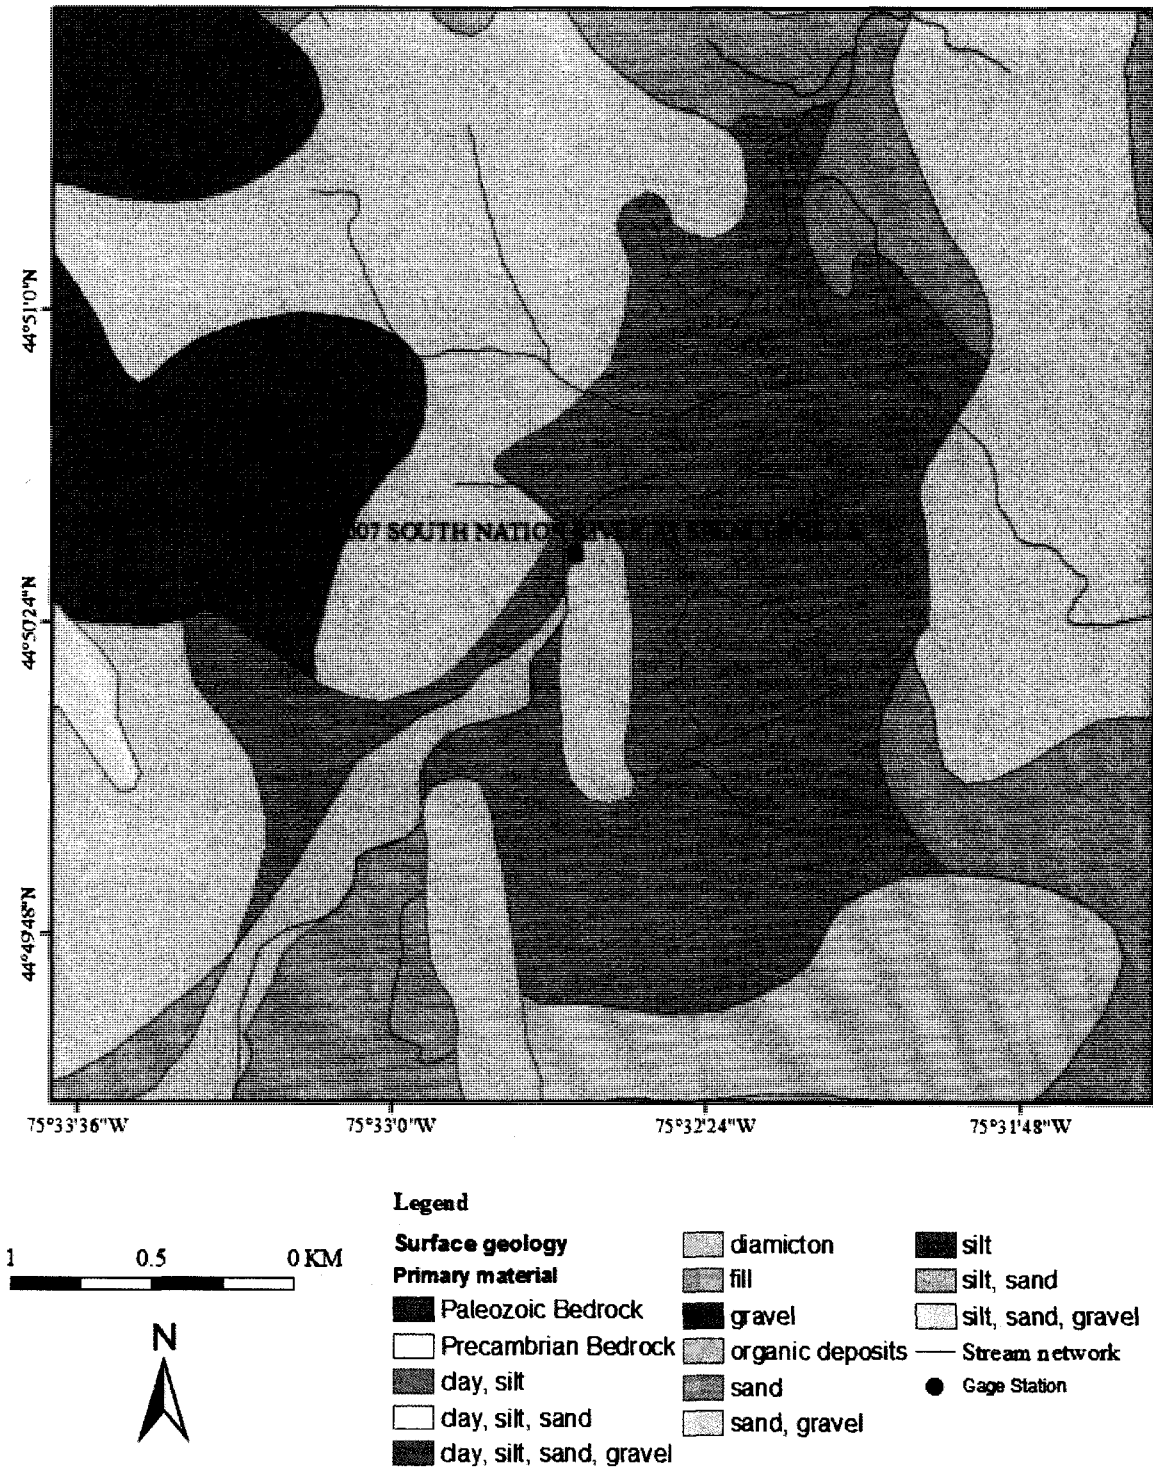 44°51'0"N
007 SOUTH NATION RIVER
44°50'24"N
44°49'48"N
75°33'36"W
75°33'0"W
75°32'24"W
75°31'48"W
1
0.5
0 KM
N
Legend
Surface geology
Primary material
Paleozoic Bedrock
Precambrian Bedrock
clay, silt
clay, silt, sand
clay, silt, sand, gravel
diamicton
fill
gravel
organic deposits
sand
sand, gravel
silt
silt, sand
silt, sand, gravel
Stream network
Gage Station